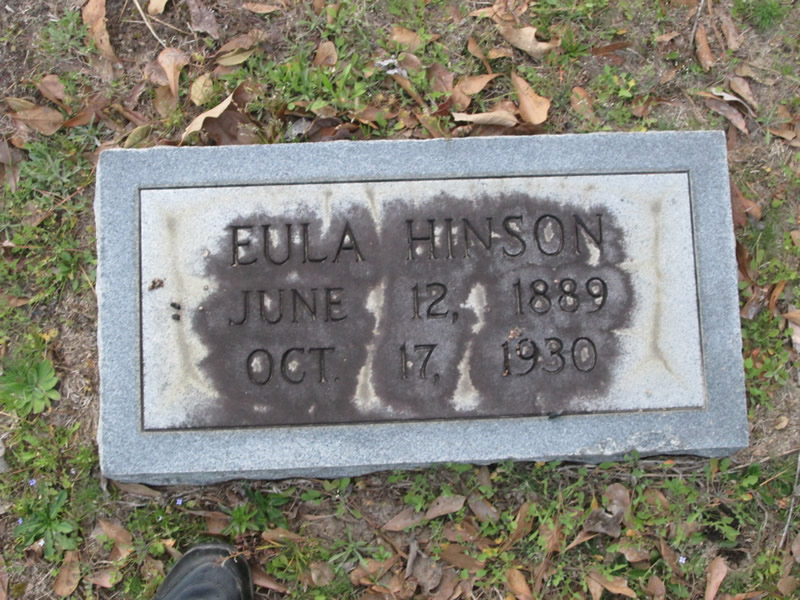 EULA HINSON
JUNE 12, 1889
OCT. 17, 1930